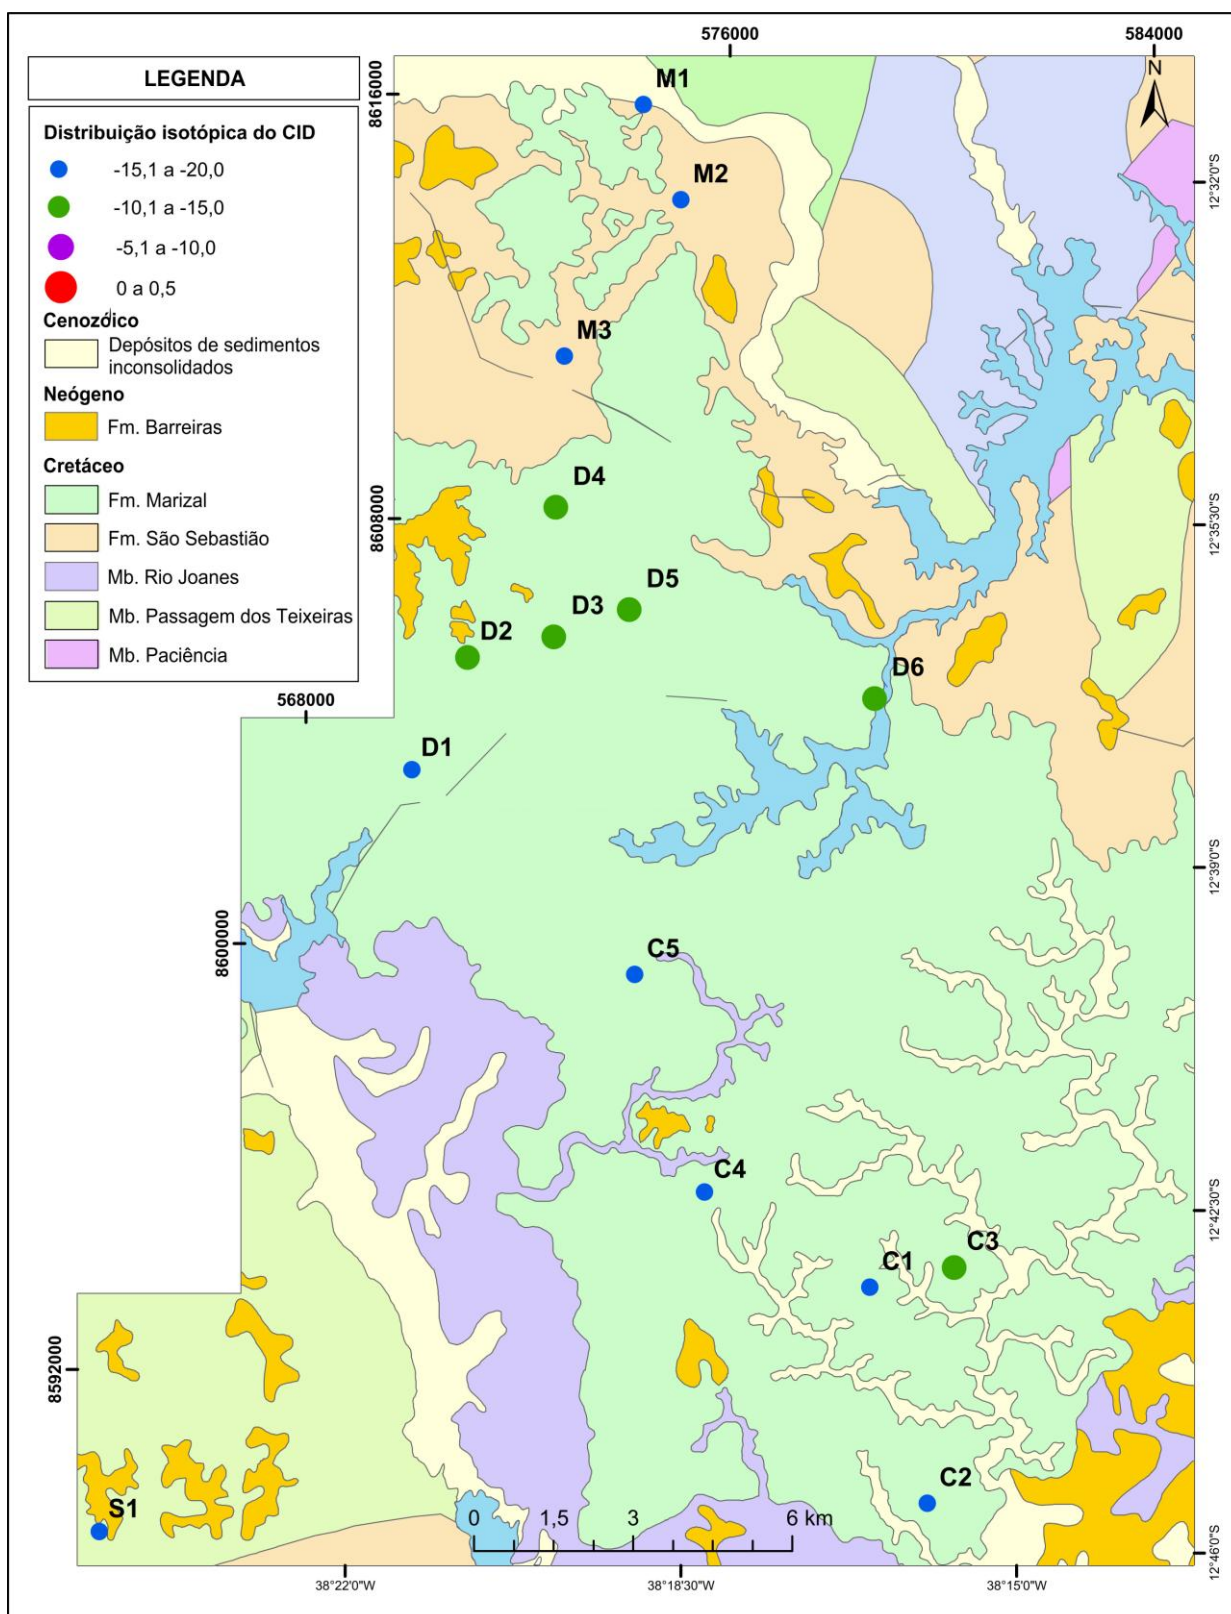 576000
584000
LEGENDA
Distribuição isotópica do CID
-15,1 a -20,0
-10,1 a -15,0
-5,1 a -10,0
0 a 0,5
Cenozóico
Depósitos de sedimentos
inconsolidados
Neógeno
Fm. Barreiras
Cretáceo
Fm. Marizal
Fm. São Sebastião
Mb. Rio Joanes
Mb. Passagem dos Teixeiras
Mb. Paciência
8616000
N
M1
M2
12°32'0"S
M3
D4
8608000
12°35'30"S
D5
D3
D2
D6
568000
D1
12°39'0"S
8600000
C5
C4
12°42'30"S
C3
C1
8592000
C2
S1
0 1,5 3 6 km
12°46'0"S
38°22'0"W
38°18'30"W
38°15'0"W